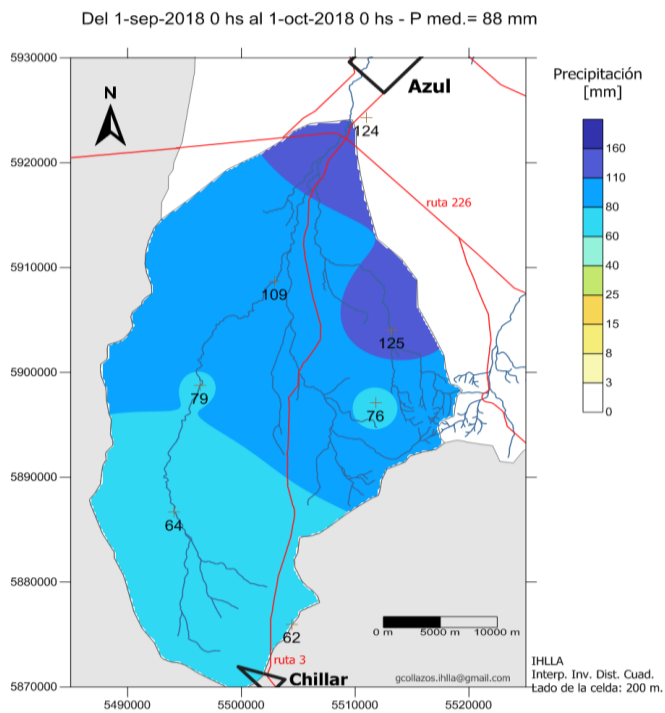 Del 1-sep-2018 0 hs al 1-oct-2018 0 hs - P med.= 88 mm
5930000
5920000
5910000
5900000
5890000
5880000
5870000
N
Azul
124
ruta 226
109
125
79
76
64
62
ruta 3
Chillar
0 m 5000 m 10000 m
gcollazos.ihlla@gmail.com
5490000 5500000 5510000 5520000
Precipitación
[mm]
160
110
80
60
40
25
15
8
3
0
IHLLA
Interp. Inv. Dist. Cuad.
Lado de la celda: 200 m.